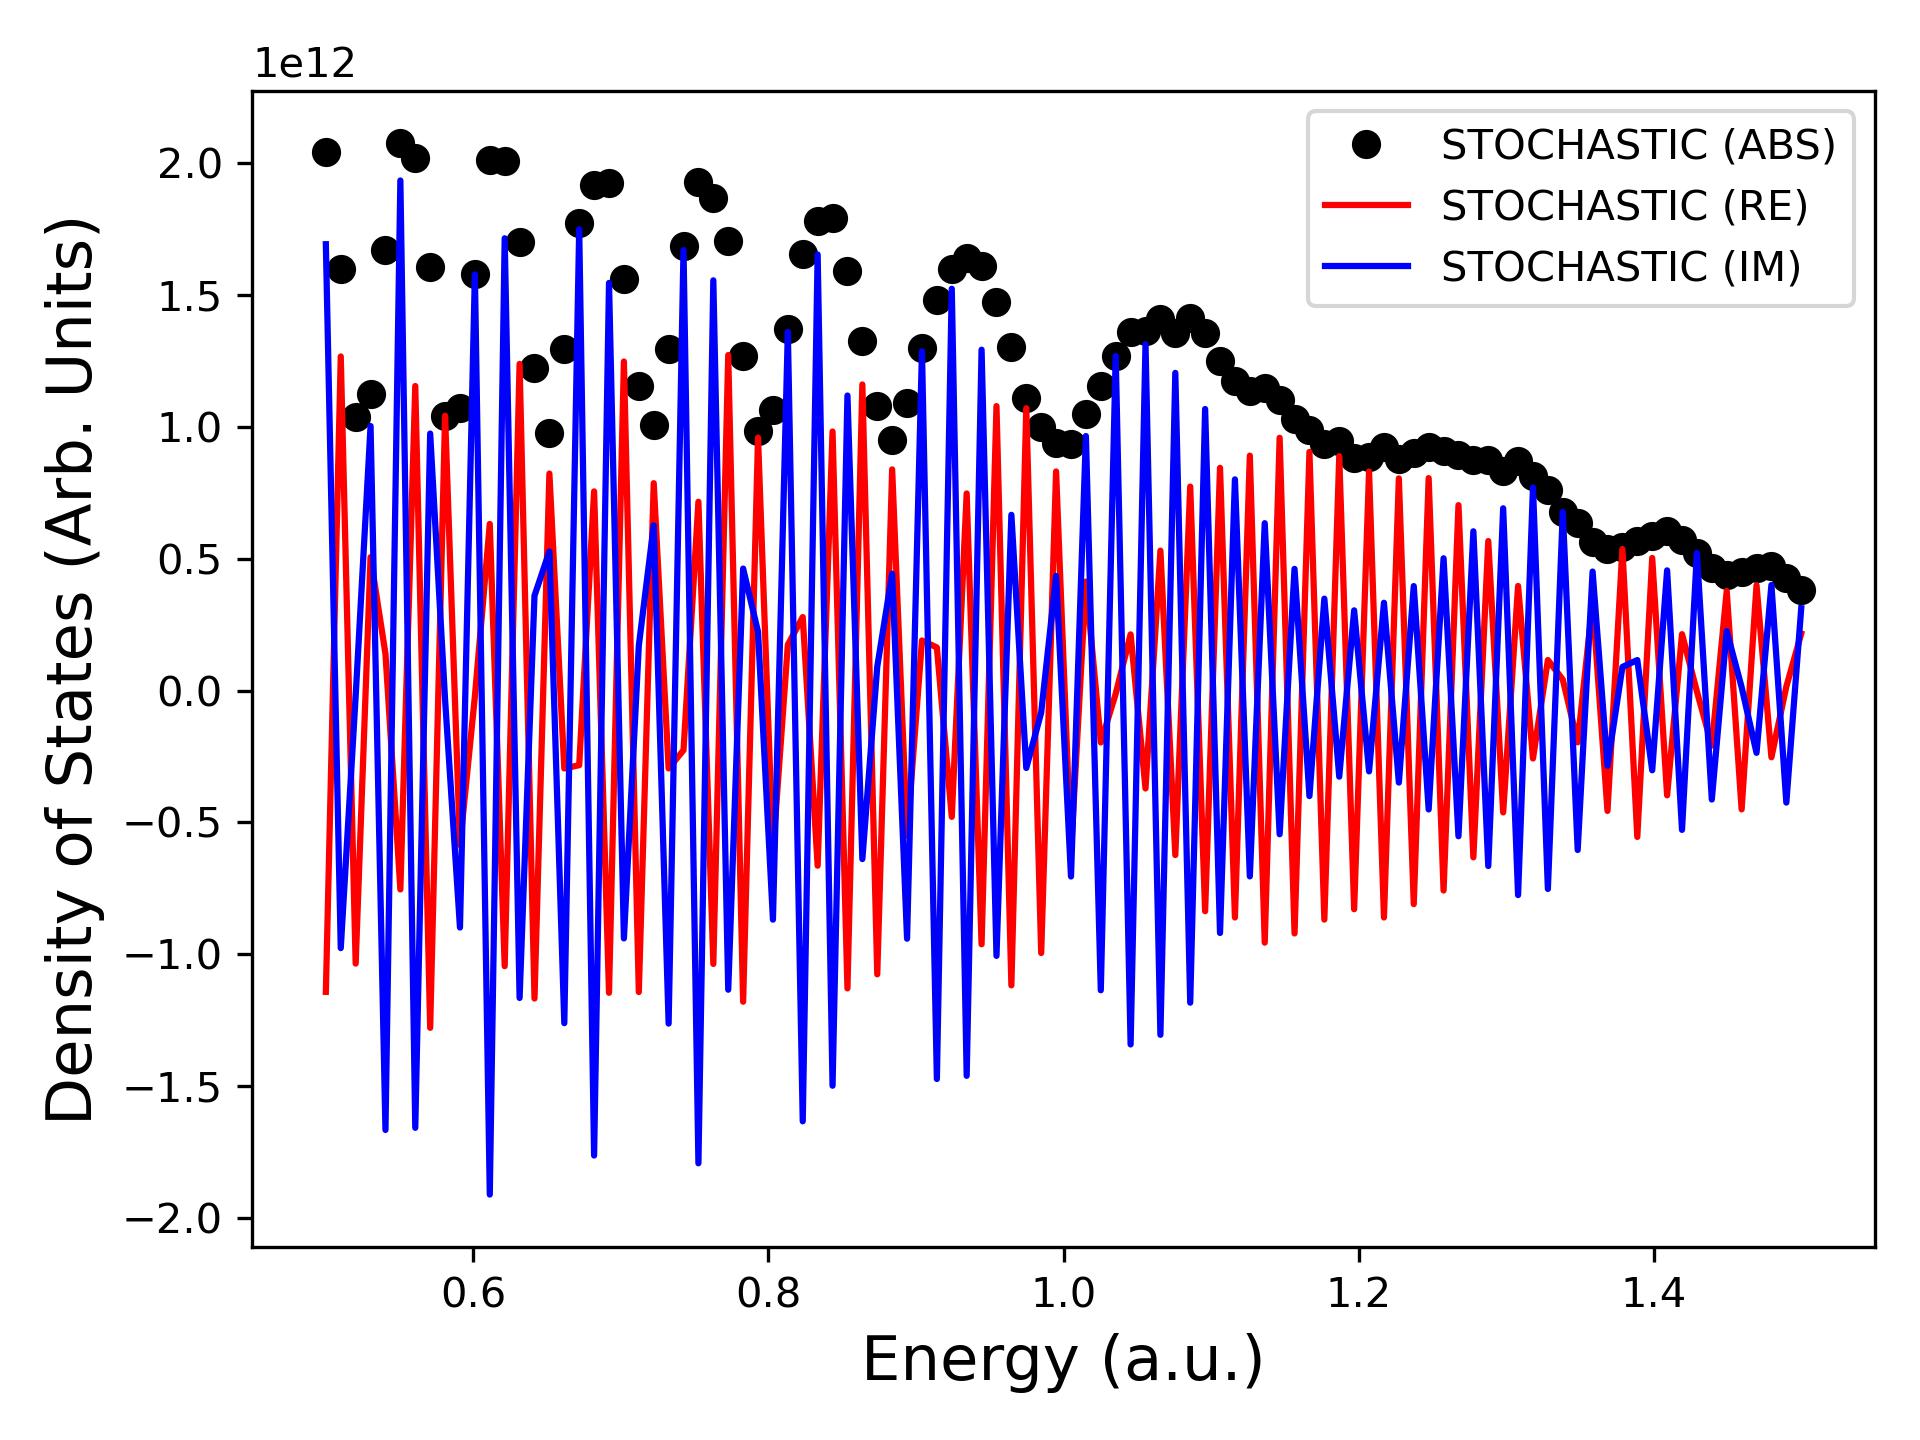 1e12
STOCHASTIC (ABS)
STOCHASTIC (RE)
STOCHASTIC (IM)
Density of States (Arb. Units)
2.0
1.5
1.0
0.5
0.0
−0.5
−1.0
−1.5
−2.0
0.6 0.8 1.0 1.2 1.4
Energy (a.u.)